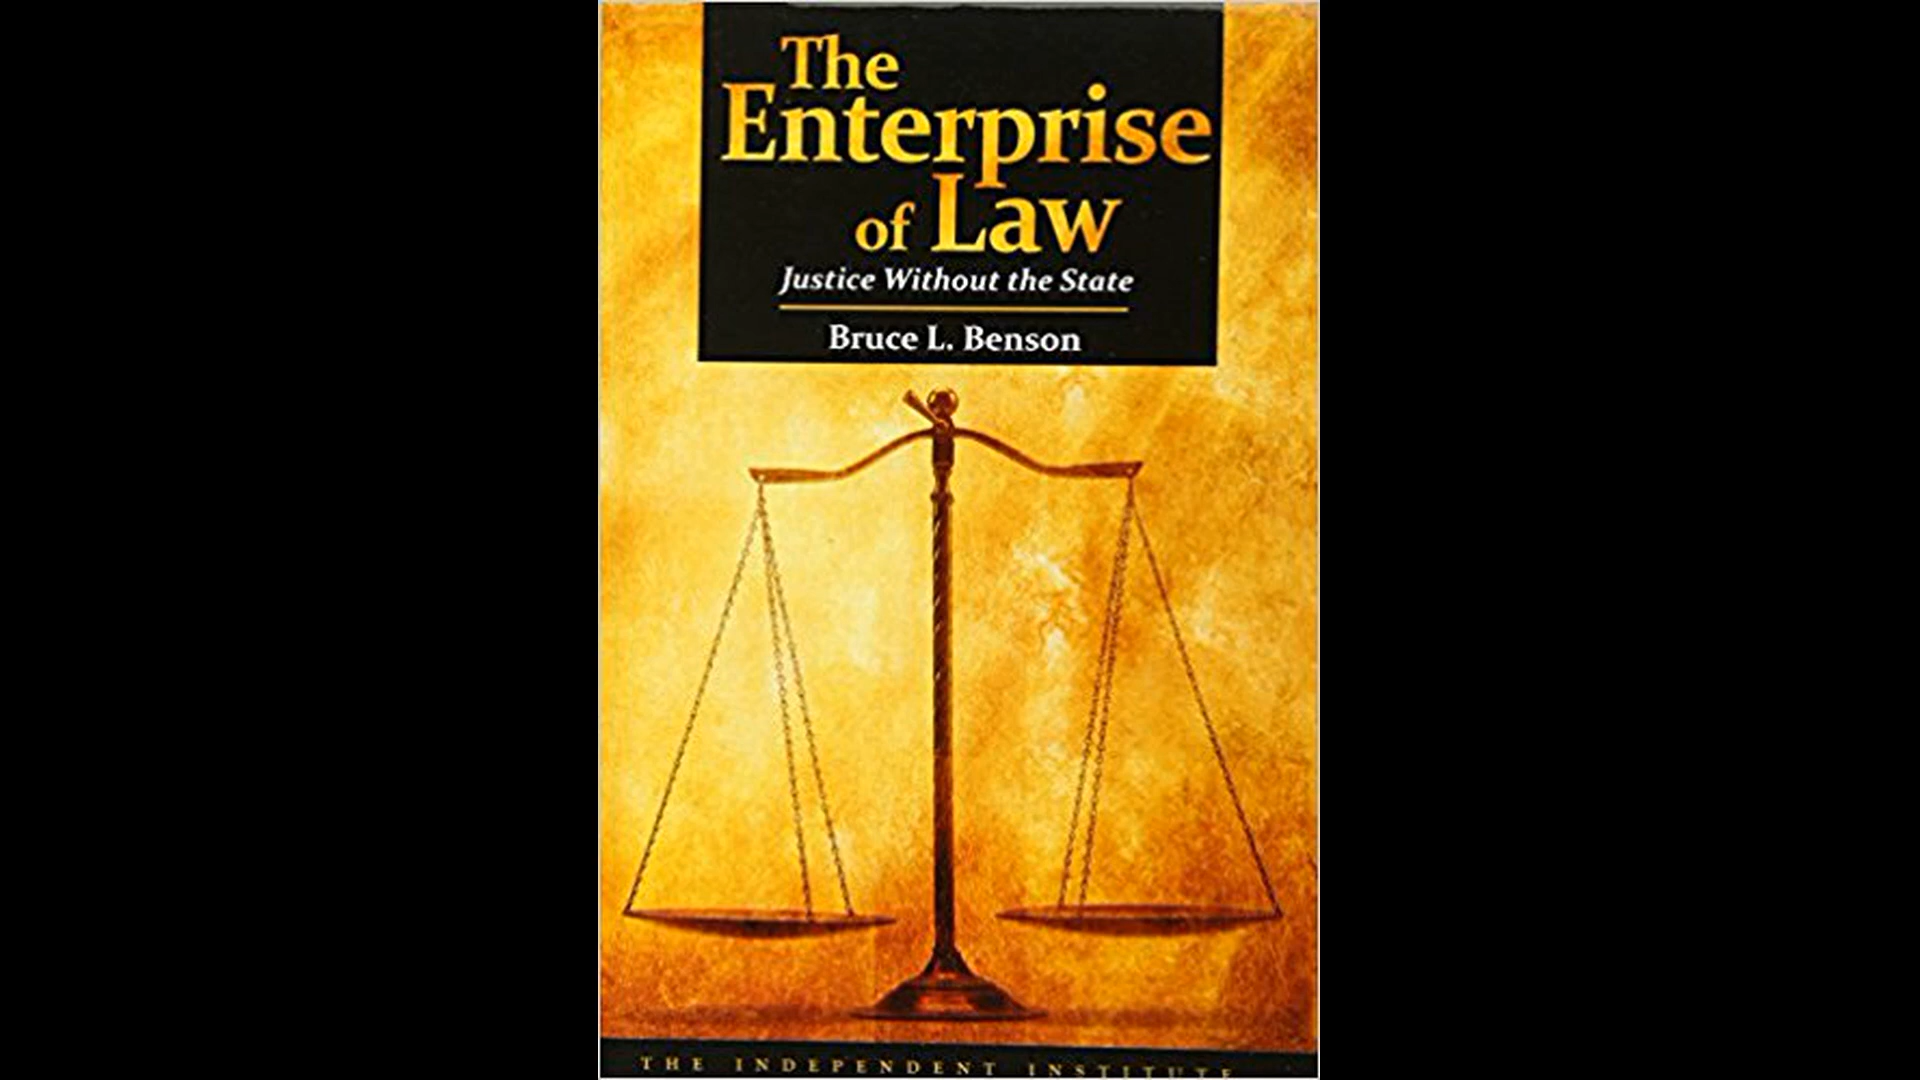 The
Enterprise
of Law
Justice Without the State
Bruce L. Benson
THE INDEPENDENT INSTITUTE